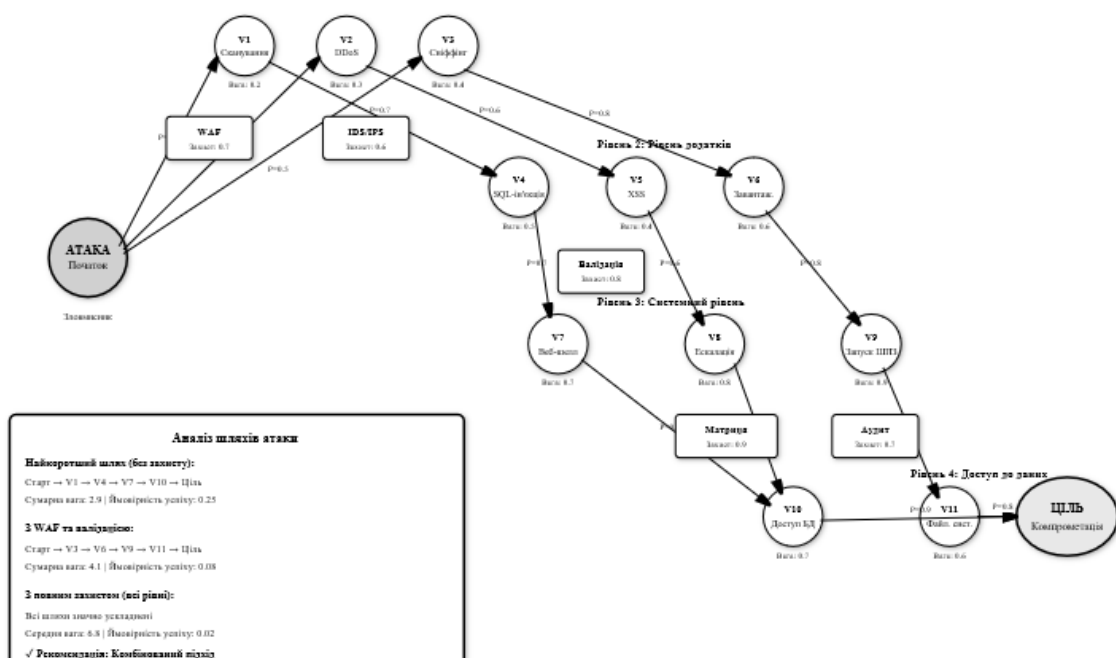 V1
Сканування
Вага: 0.2
V2
DDoS
Вага: 0.3
V3
Сніффінг
Вага: 0.4
P=0.7
P=0.6
P=0.8
WAF
Захист: 0.7
IDS/IPS
Захист: 0.6
P=0.5
Рівень 2: Рівень додатків
V4
SQL-ін'єкція
Вага: 0.5
V5
XSS
Вага: 0.4
V6
Завантаж.
Вага: 0.6
АТАКА
Початок
Зловмисник
Валідація
Захист: 0.8
P=0.6
P=0.8
Рівень 3: Системний рівень
V7
Веб-шелл
Вага: 0.7
V8
Ескалація
Вага: 0.8
V9
Запуск ШПЗ
Вага: 0.9
Матриця
Захист: 0.9
Аудит
Захист: 0.7
Рівень 4: Доступ до даних
V10
Доступ БД
Вага: 0.7
P=0.9
V11
Файл. сист.
Вага: 0.6
P=0.8
ЦІЛЬ
Компрометація
Аналіз шляхів атаки
Найкоротший шлях (без захисту):
Старт → V1 → V4 → V7 → V10 → Ціль
Сумарна вага: 2.9 | Ймовірність успіху: 0.25
З WAF та валідацією:
Старт → V3 → V6 → V9 → V11 → Ціль
Сумарна вага: 4.1 | Ймовірність успіху: 0.08
З повним захистом (всі рівні):
Всі шляхи значно ускладнені
Середня вага: 6.8 | Ймовірність успіху: 0.02
✓ Рекомендація: Комбінований підхід